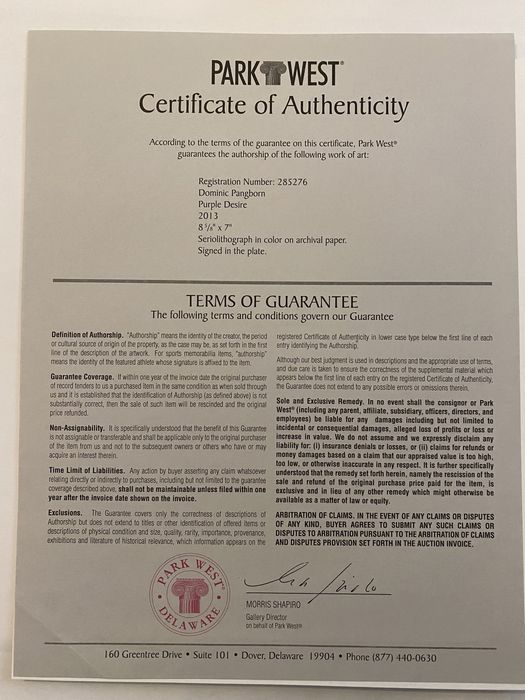 PARK WEST®
Certificate of Authenticity
According to the terms of the guarantee on this certificate, Park West®
guarantees the authorship of the following work of art:
Registration Number: 285276
Dominic Pangborn
Purple Desire
2013
8 ⅝" x 7"
Seriolithograph in color on archival paper.
Signed in the plate.
TERMS OF GUARANTEE
The following terms and conditions govern our Guarantee
Definition of Authorship. "Authorship" means the identity of the creator, the period
or cultural source of origin of the property, as the case may be, as set forth in the first
line of the description of the artwork. For sports memorabilia items, "authorship"
means the identity of the featured athlete whose signature is affixed to the item.
Guarantee Coverage. If within one year of the invoice date the original purchaser
of record tenders to us a purchased item in the same condition as when sold through
us and it is established that the identification of Authorship (as defined above) is not
substantially correct, then the sale of such item will be rescinded and the original
price refunded.
Non-Assignability. It is specifically understood that the benefit of this Guarantee
is not assignable or transferable and shall be applicable only to the original purchaser
of the item from us and not to the subsequent owners or others who have or may
acquire an interest therein.
Time Limit of Liabilities. Any action by buyer asserting any claim whatsoever
relating directly or indirectly to purchases, including but not limited to the guarantee
coverage described above, shall not be maintainable unless filed within one
year after the invoice date shown on the invoice.
Exclusions. The Guarantee covers only the correctness of descriptions of
Authorship but does not extend to titles or other identification of offered items or
descriptions of physical condition and size, quality, rarity, importance, provenance,
exhibitions and literature of historical relevance, which information appears on the
registered Certificate of Authenticity in lower case type below the first line of each
entry identifying the Authorship.
Although our best judgment is used in descriptions and the appropriate use of terms,
and due care is taken to ensure the correctness of the supplemental material which
appears below the first line of each entry on the registered Certificate of Authenticity,
the Guarantee does not extend to any possible errors or omissions therein.
Sole and Exclusive Remedy. In no event shall the consignor or Park
West® (including any parent, affiliate, subsidiary, officers, directors, and
employees) be liable for any damages including but not limited to
incidental or consequential damages, alleged loss of profits or loss or
increase in value. We do not assume and we expressly disclaim any
liability for: (i) insurance denials or losses, or (ii) claims for refunds or
money damages based on a claim that our appraised value is too high,
too low, or otherwise inaccurate in any respect. It is further specifically
understood that the remedy set forth herein, namely the rescission of the
sale and refund of the original purchase price paid for the item, is
exclusive and in lieu of any other remedy which might otherwise be
available as a matter of law or equity.
ARBITRATION OF CLAIMS. IN THE EVENT OF ANY CLAIMS OR DISPUTES
OF ANY KIND, BUYER AGREES TO SUBMIT ANY SUCH CLAIMS OR
DISPUTES TO ARBITRATION PURSUANT TO THE ARBITRATION OF CLAIMS
AND DISPUTES PROVISION SET FORTH IN THE AUCTION INVOICE.
PARK WEST®
DELAWARE
MORRIS SHAPIRO
Gallery Director
on behalf of Park West®
160 Greentree Drive • Suite 101 • Dover, Delaware 19904 • Phone (877) 440-0630